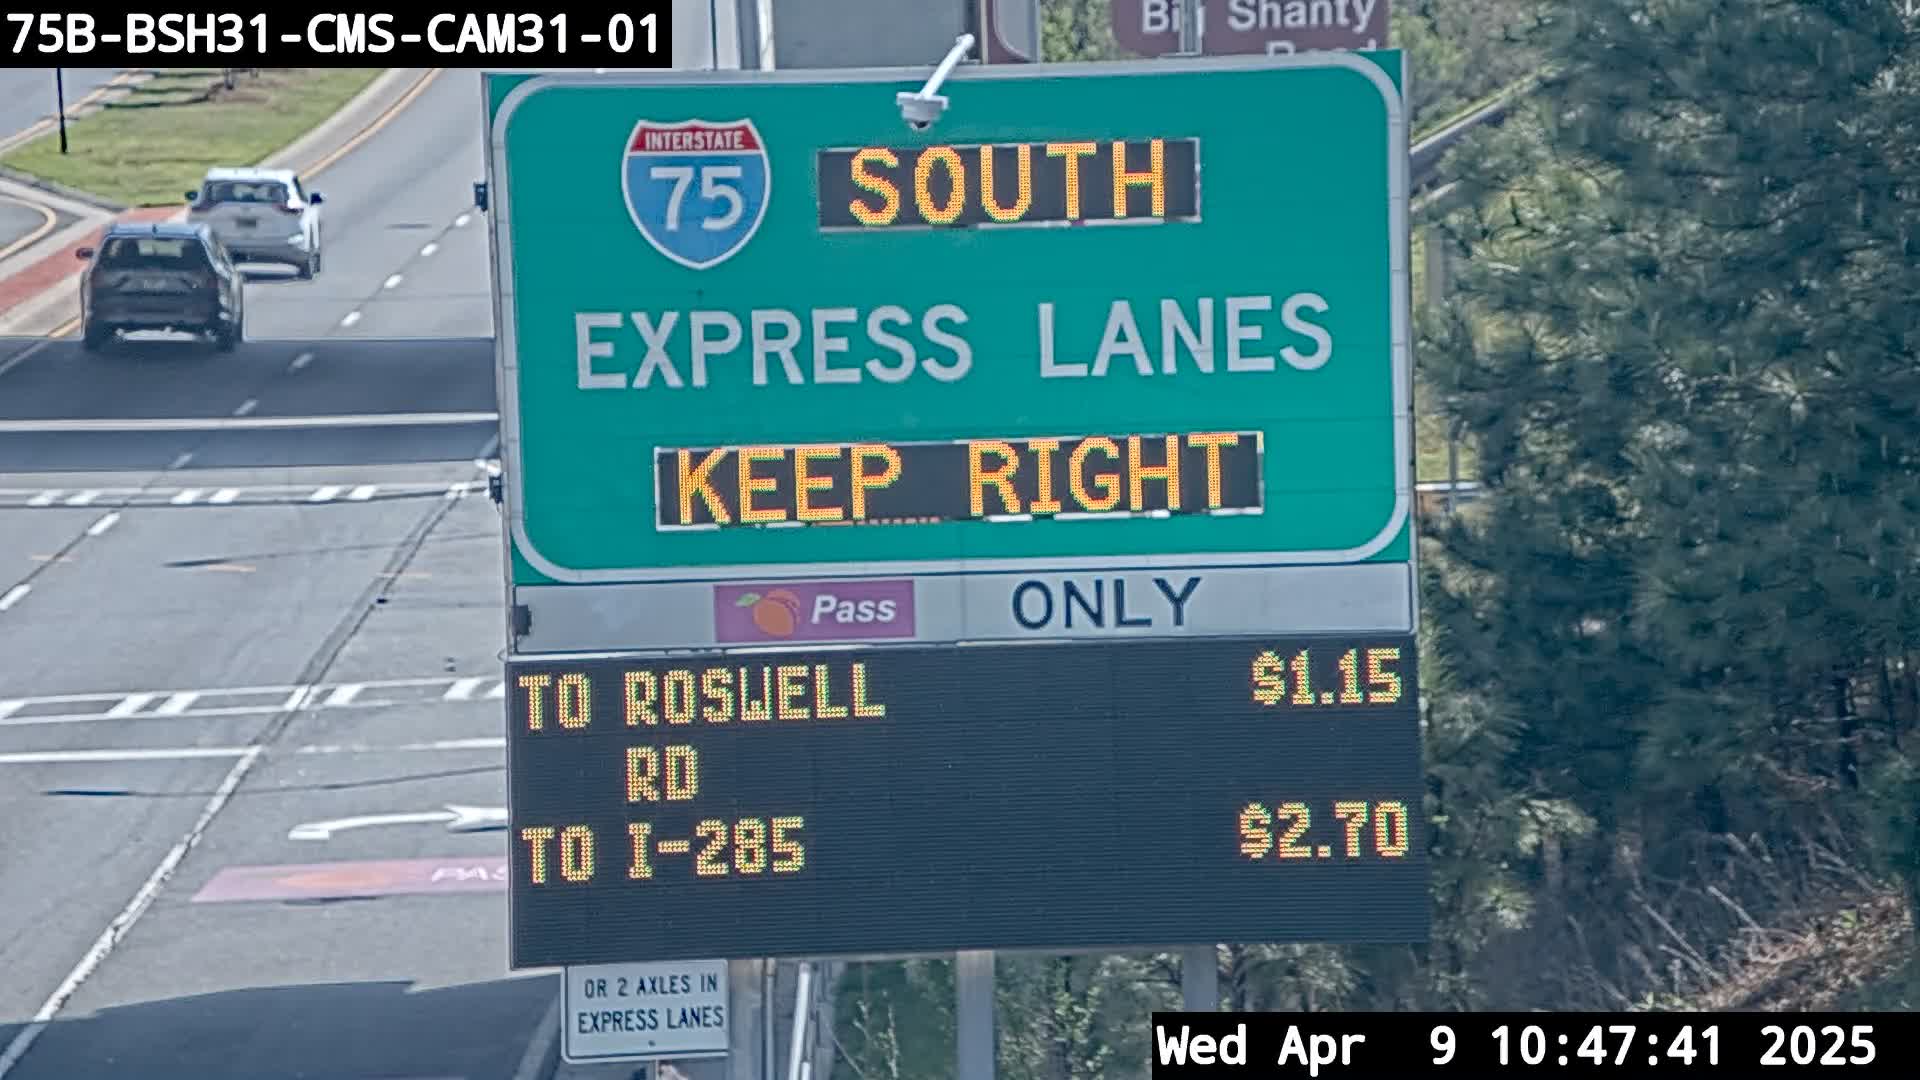 75B-BSH31-CMS-CAM31-01
Big Shanty
Road
INTERSTATE
75
SOUTH
EXPRESS LANES
KEEP RIGHT
Pass
ONLY
TO ROSWELL $1.15
RD
TO I-285 $2.70
PAS
OR 2 AXLES IN
EXPRESS LANES
Wed Apr 9 10:47:41 2025